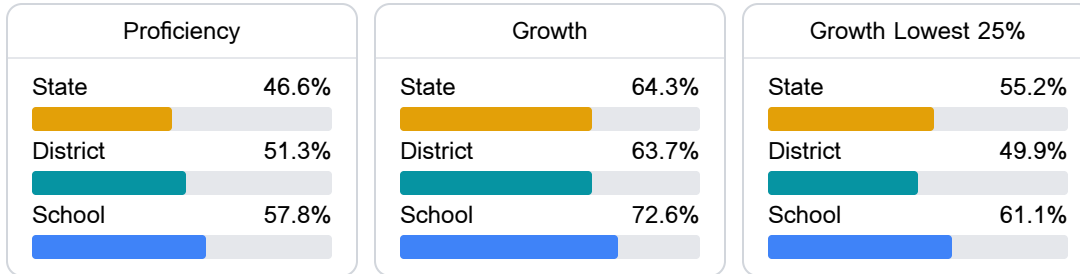 Proficiency
State 46.6%
District 51.3%
School 57.8%
Growth
State 64.3%
District 63.7%
School 72.6%
Growth Lowest 25%
State 55.2%
District 49.9%
School 61.1%